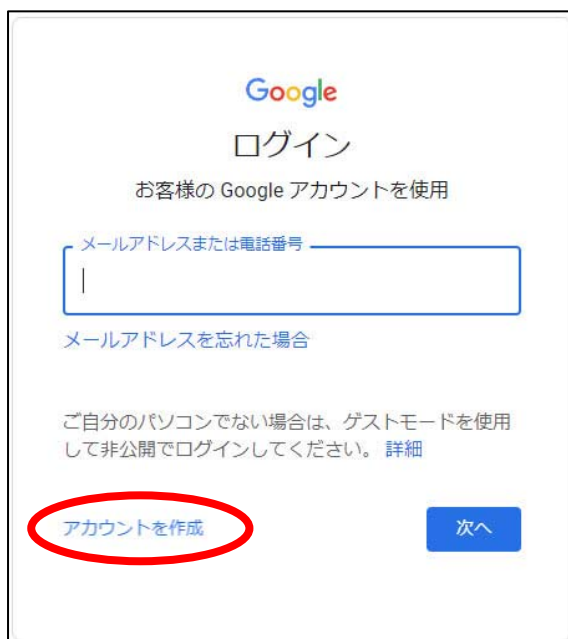 Google
ログイン
お客様の Google アカウントを使用
メールアドレスまたは電話番号
メールアドレスを忘れた場合
ご自分のパソコンでない場合は、ゲストモードを使用
して非公開でログインしてください。 詳細
アカウントを作成
次へ